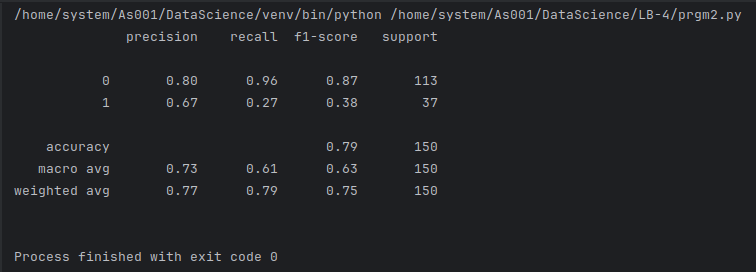 /home/system/As001/DataScience/venv/bin/python /home/system/As001/DataScience/LB-4/prgm2.py
precision recall f1-score support
0 0.80 0.96 0.87 113
1 0.67 0.27 0.38 37
accuracy 0.79 150
macro avg 0.73 0.61 0.63 150
weighted avg 0.77 0.79 0.75 150
Process finished with exit code 0